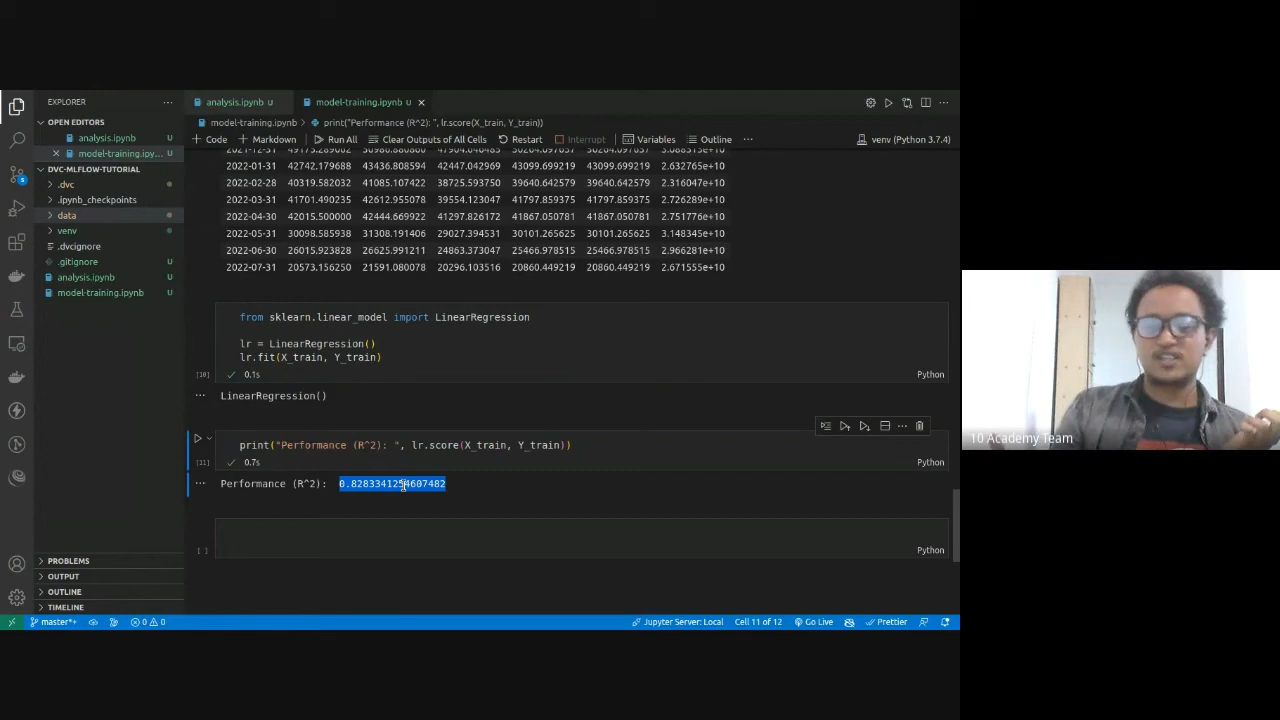 EXPLORER
OPEN EDITORS
analysis.ipynb U
model-training.ipy... U
DVC-MLFLOW-TUTORIAL
.dvc
.ipynb_checkpoints
data
venv
.dvcignore
.gitignore U
analysis.ipynb U
model-training.ipynb U
PROBLEMS
OUTPUT
OUTLINE
TIMELINE
analysis.ipynb U
model-training.ipynb U
model-training.ipynb > print("Performance (R^2): ", lr.score(X_train, Y_train))
+ Code + Markdown Run All Clear Outputs of All Cells Restart Interrupt Variables Outline ... venv (Python 3.7.4)
2022-01-31 42742.179688 43436.808594 42447.042969 43099.699219 43099.699219 2.632765e+10
2022-02-28 40319.582032 41085.107422 38725.593750 39640.642579 39640.642579 2.316047e+10
2022-03-31 41701.490235 42612.955078 39554.123047 41797.859375 41797.859375 2.726289e+10
2022-04-30 42015.500000 42444.669922 41297.826172 41867.050781 41867.050781 2.751776e+10
2022-05-31 30098.585938 31308.191406 29027.394531 30101.265625 30101.265625 3.148345e+10
2022-06-30 26015.923828 26625.991211 24863.373047 25466.978515 25466.978515 2.966281e+10
2022-07-31 20573.156250 21591.080078 20296.103516 20860.449219 20860.449219 2.671555e+10
from sklearn.linear_model import LinearRegression
lr = LinearRegression()
lr.fit(X_train, Y_train)
[10] 0.1s Python
LinearRegression()
print("Performance (R^2): ", lr.score(X_train, Y_train))
[11] 0.7s Python
Performance (R^2): 0.8283341254607482
[ ] Python
master*+ 0 0 Jupyter Server: Local Cell 11 of 12 Go Live Prettier
10 Academy Team